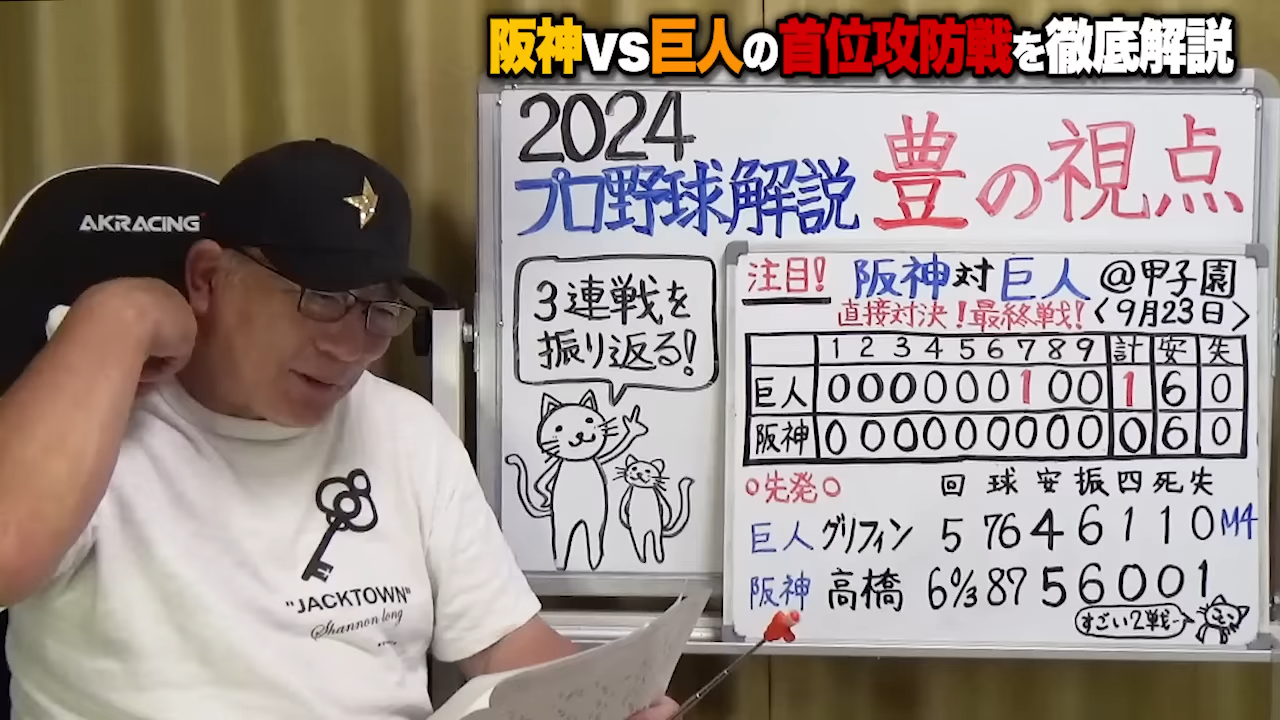 阪神vs巨人の首位攻防戦を徹底解説
2024
プロ野球解説 豊の視点
3連戦を
振り返る!
注目! 阪神対巨人 @甲子園
直接対決!最終戦! <9月23日>
1 2 3 4 5 6 7 8 9 計 安 失
巨人 0 0 0 0 0 0 1 0 0 1 6 0
阪神 0 0 0 0 0 0 0 0 0 0 6 0
○先発○ 回 球 安 振 四 死 失
巨人 グリフィン 5 76 4 6 1 1 0 M4
阪神 高橋 6 0/3 87 5 6 0 0 1
すごい2戦
AKRACING
"JACKTOWN"
Shannon long